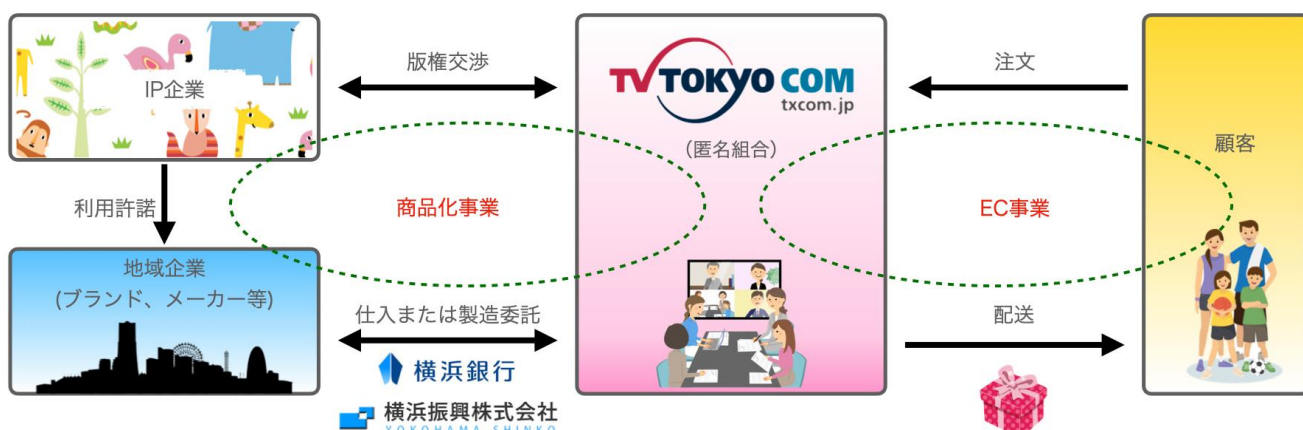 IP企業
版権交渉
TV TOKYO COM
txcom.jp
(匿名組合)
注文
顧客
利用許諾
商品化事業
EC事業
地域企業
(ブランド、メーカー等)
仕入または製造委託
配送
横浜銀行
横浜振興株式会社
YOKOHAMA SHINKO